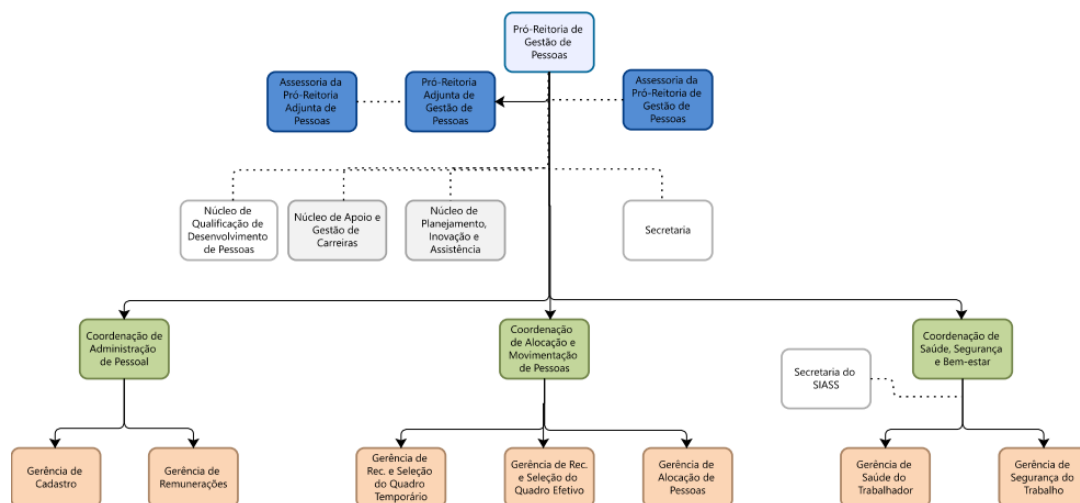 Pró-Reitoria de
Gestão de
Pessoas
Assessoria da
Pró-Reitoria
Adjunta de
Pessoas
Pró-Reitoria
Adjunta de
Gestão de
Pessoas
Assessoria da
Pró-Reitoria de
Gestão de
Pessoas
Núcleo de
Qualificação de
Desenvolvimento
de Pessoas
Núcleo de Apoio e
Gestão de
Carreiras
Núcleo de
Planejamento,
Inovação e
Assistência
Secretaria
Coordenação de
Administração
de Pessoal
Coordenação
de Alocação e
Movimentação
de Pessoas
Coordenação de
Saúde, Segurança
e Bem-estar
Secretaria do
SIASS
Gerência de
Cadastro
Gerência de
Remunerações
Gerência de
Rec. e Seleção
do Quadro
Temporário
Gerência de Rec.
e Seleção do
Quadro Efetivo
Gerência de
Alocação de
Pessoas
Gerência de
Saúde do
Trabalhador
Gerência de
Segurança do
Trabalho